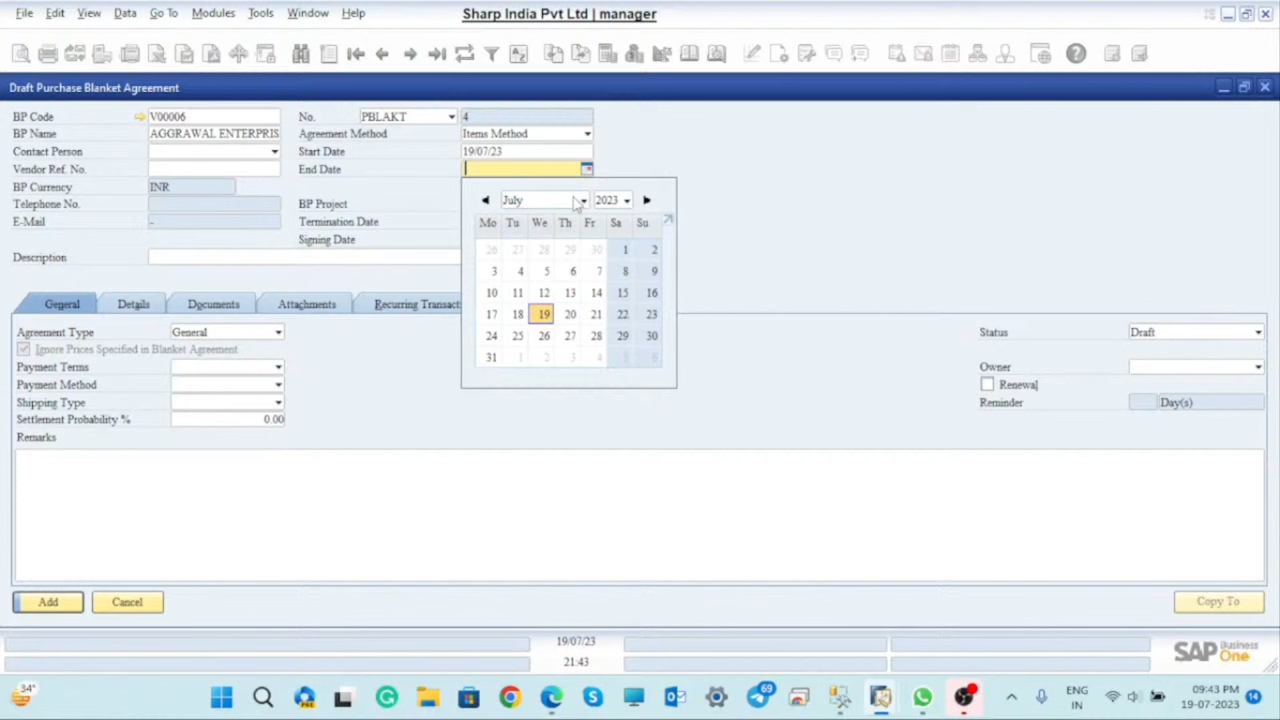 File Edit View Data Go To Modules Tools Window Help Sharp India Pvt Ltd | manager
Draft Purchase Blanket Agreement
BP Code V00006 No. PBLAKT 4
BP Name AGGRAWAL ENTERPRIS Agreement Method Items Method
Contact Person Start Date 19/07/23
Vendor Ref. No. End Date
BP Currency INR
Telephone No. BP Project
E-Mail - Termination Date
Signing Date
Description
July 2023
Mo Tu We Th Fr Sa Su
26 27 28 29 30 1 2
3 4 5 6 7 8 9
10 11 12 13 14 15 16
17 18 19 20 21 22 23
24 25 26 27 28 29 30
31 1 2 3 4 5 6
General Details Documents Attachments Recurring Transact
Agreement Type General Status Draft
Ignore Prices Specified in Blanket Agreement
Payment Terms Owner
Payment Method Renewal
Shipping Type Reminder Day(s)
Settlement Probability % 0.00
Remarks
Add Cancel Copy To
19/07/23
21:43
SAP Business One
34° PRE 69 ENG IN 09:43 PM 19-07-2023 14